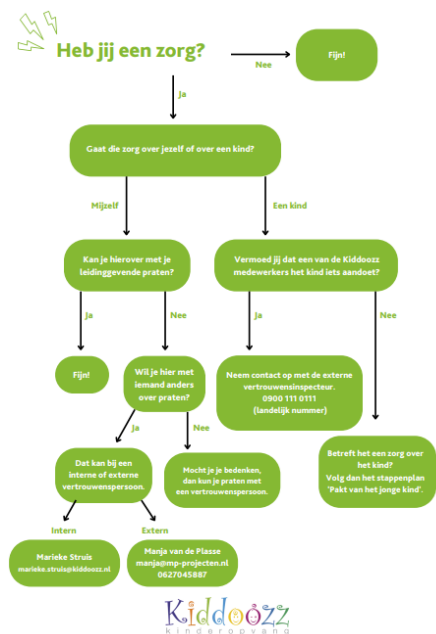 Heb jij een zorg?
Nee
Fijn!
Ja
Gaat die zorg over jezelf of over een kind?
Mijzelf
Een kind
Kan je hierover met je
leidinggevende praten?
Vermoed jij dat een van de Kiddoozz
medewerkers het kind iets aandoet?
Ja
Nee
Ja
Nee
Fijn!
Wil je hier met
iemand anders
over praten?
Neem contact op met de externe
vertrouwensinspecteur.
0900 111 0111
(landelijk nummer)
Ja
Nee
Dat kan bij een
interne of externe
vertrouwenspersoon.
Mocht je je bedenken,
dan kun je praten met
een vertrouwenspersoon.
Betreft het een zorg over
het kind?
Volg dan het stappenplan
'Pakt van het jonge kind'.
Intern
Extern
Marieke Struis
marieke.struis@kiddoozz.nl
Manja van de Plasse
manja@mp-projecten.nl
0627045887
Kiddoozz
kinderopvang